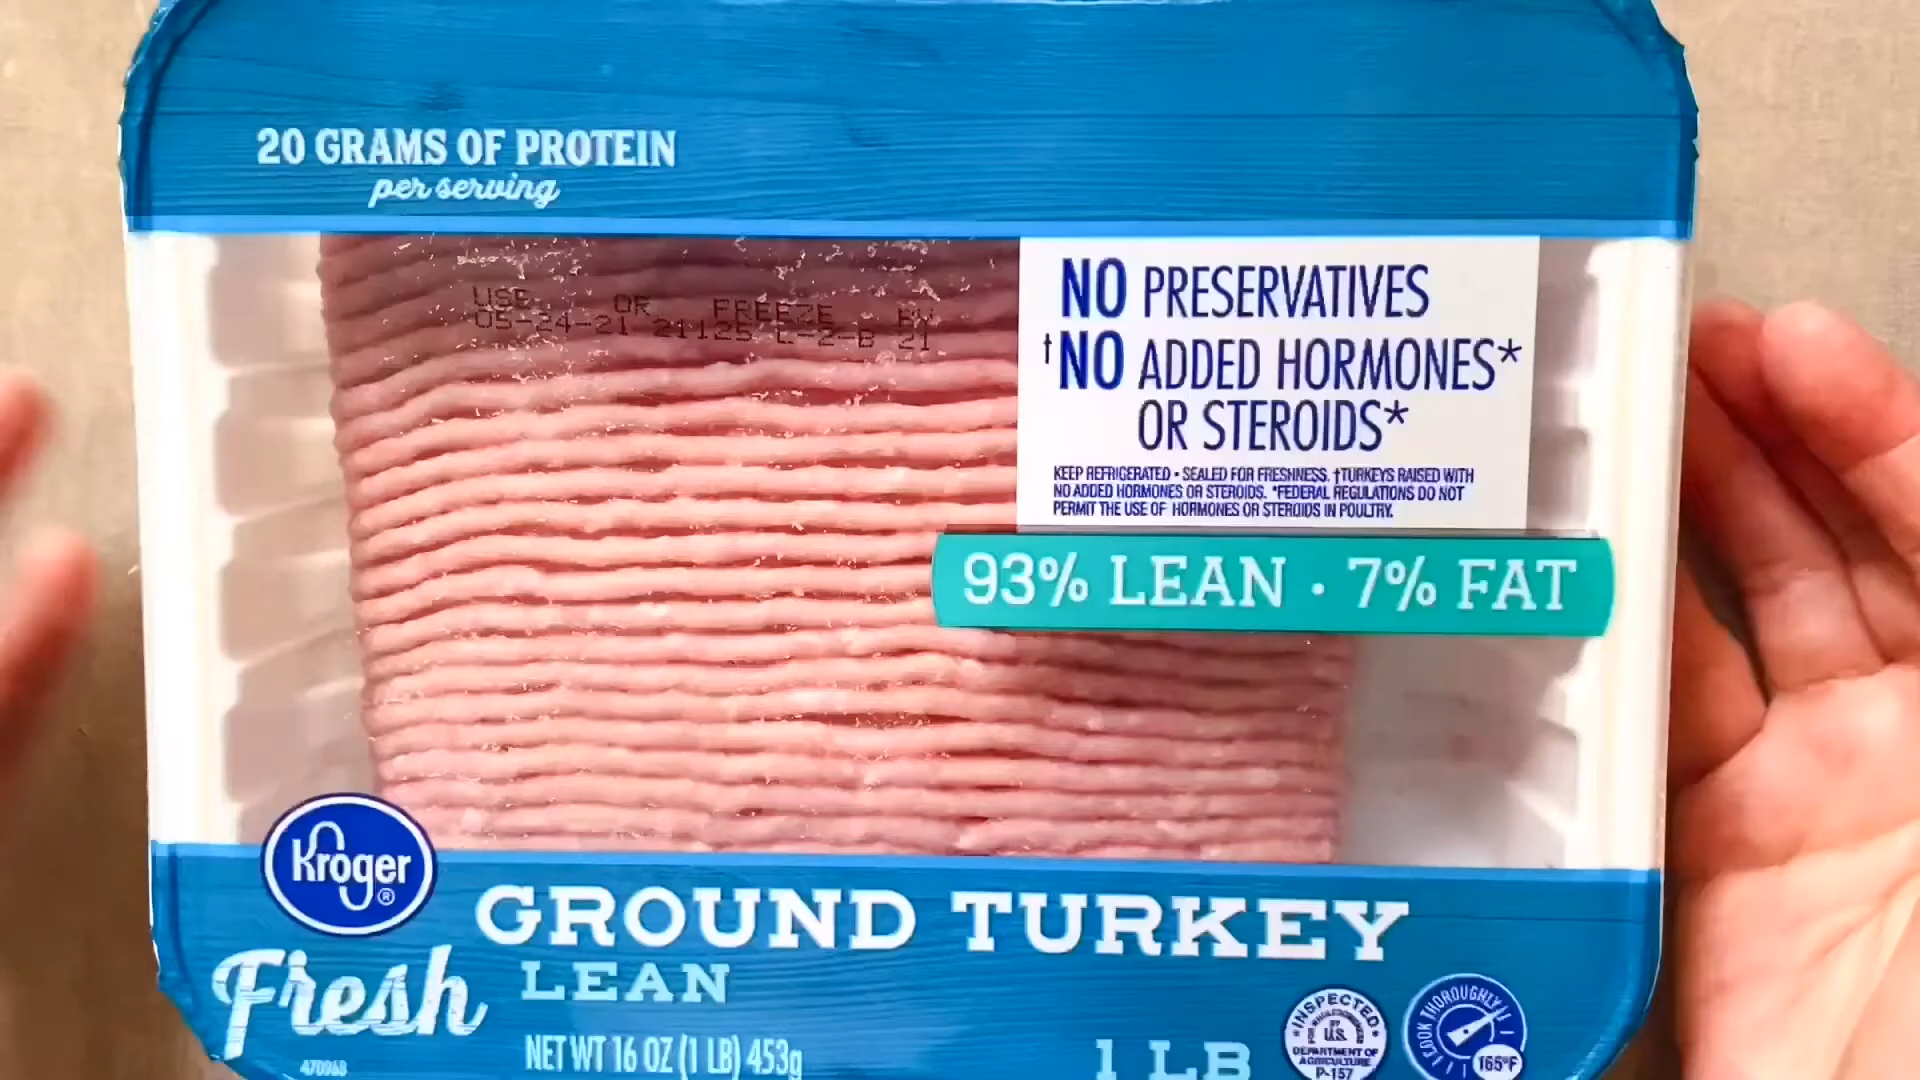 20 GRAMS OF PROTEIN
per serving
USE OR FREEZE BY
05-24-21 21125 L-2-B 21
NO PRESERVATIVES
†NO ADDED HORMONES*
OR STEROIDS*
KEEP REFRIGERATED • SEALED FOR FRESHNESS. †TURKEYS RAISED WITH
NO ADDED HORMONES OR STEROIDS. *FEDERAL REGULATIONS DO NOT
PERMIT THE USE OF HORMONES OR STEROIDS IN POULTRY.
93% LEAN • 7% FAT
Kroger®
GROUND TURKEY
Fresh
LEAN
NET WT 16 OZ (1 LB) 453g
1 LB
INSPECTED
U.S.
DEPARTMENT OF
AGRICULTURE
P-157
COOK THOROUGHLY
165°F